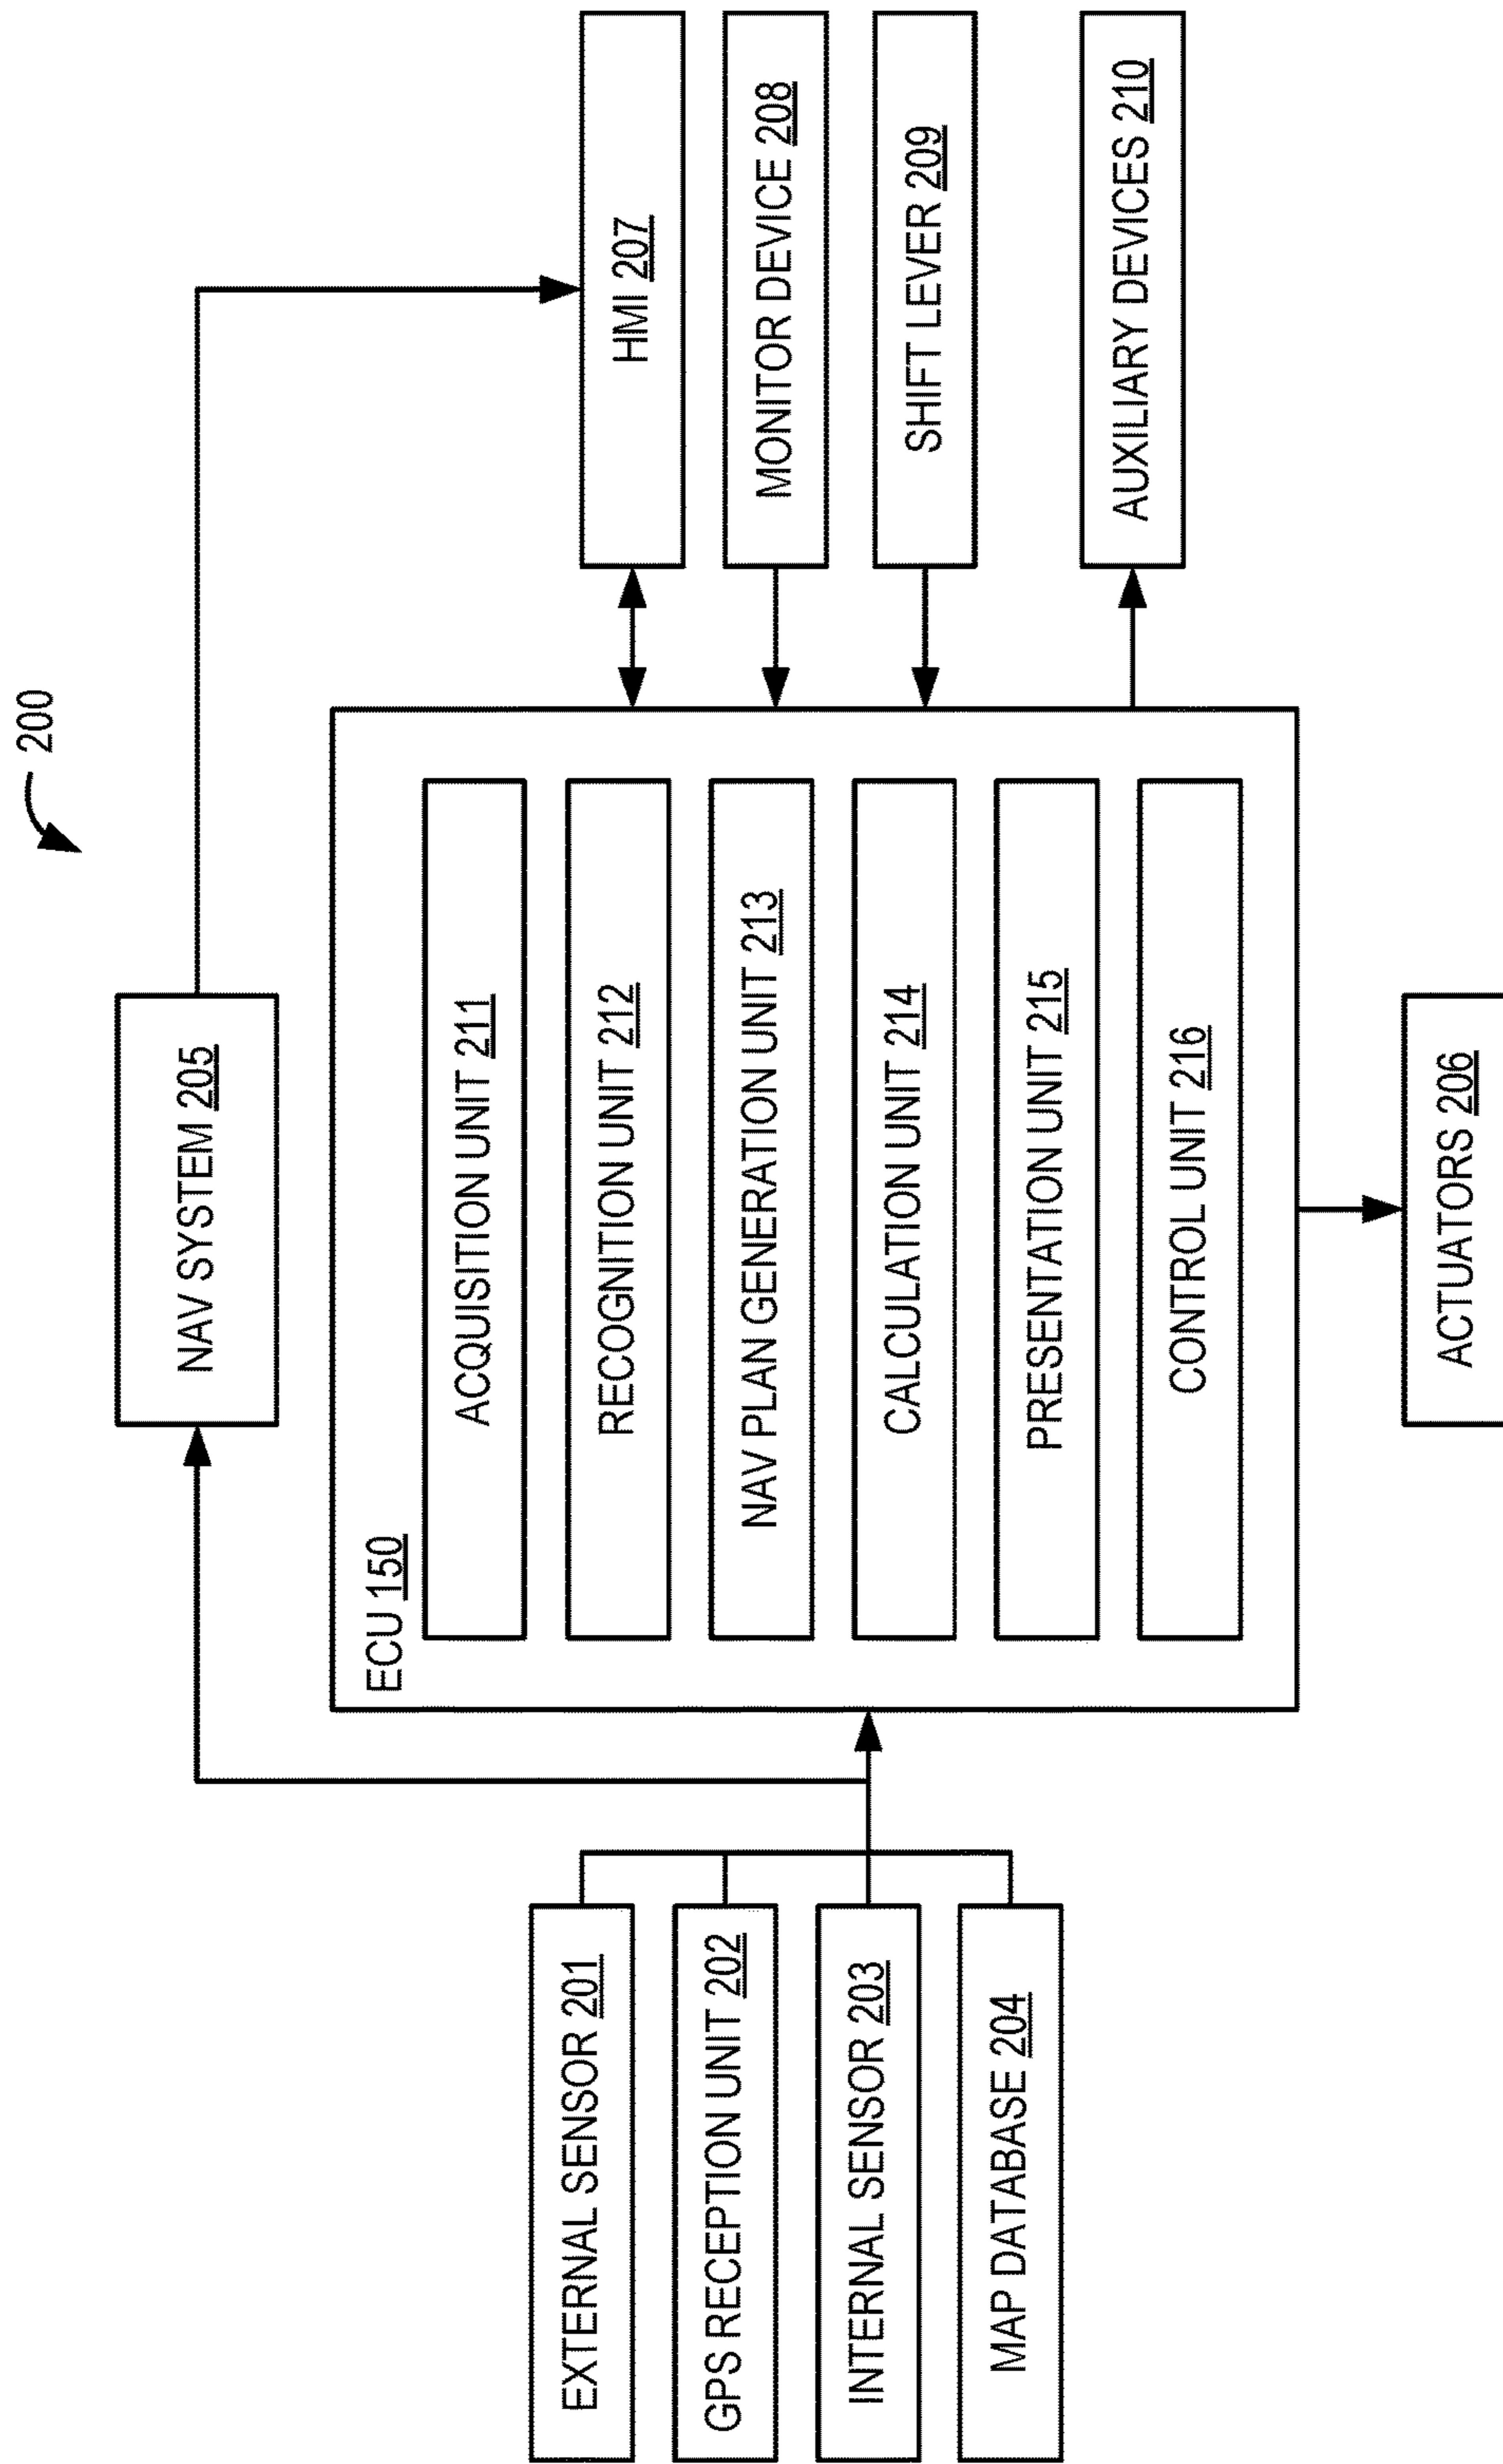 200
NAV SYSTEM 205
EXTERNAL SENSOR 201
GPS RECEPTION UNIT 202
INTERNAL SENSOR 203
MAP DATABASE 204
ECU 150
ACQUISITION UNIT 211
RECOGNITION UNIT 212
NAV PLAN GENERATION UNIT 213
CALCULATION UNIT 214
PRESENTATION UNIT 215
CONTROL UNIT 216
HMI 207
MONITOR DEVICE 208
SHIFT LEVER 209
AUXILIARY DEVICES 210
ACTUATORS 206